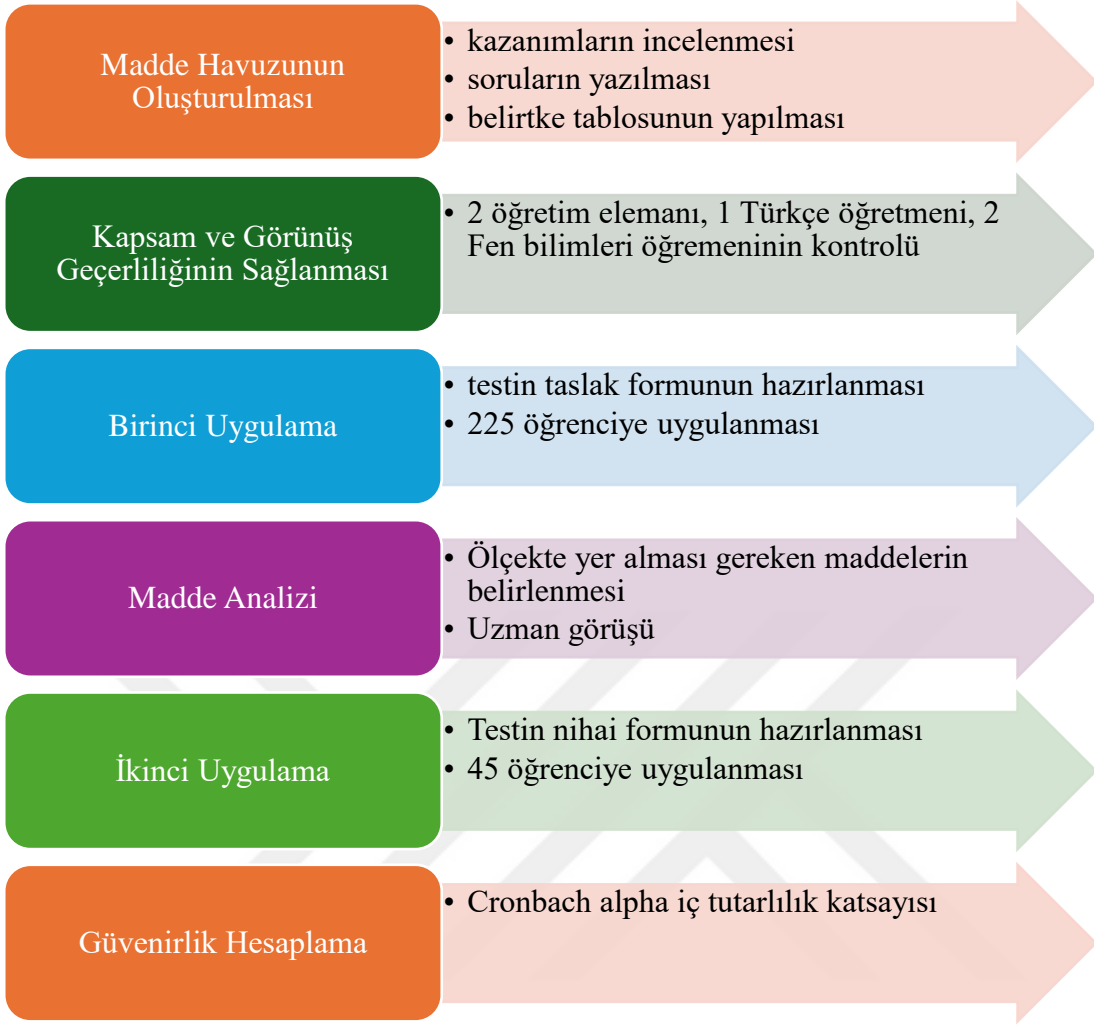 Madde Havuzunun
Oluşturulması
• kazanımların incelenmesi
• soruların yazılması
• belirtke tablosunun yapılması
Kapsam ve Görünüş
Geçerliliğinin Sağlanması
• 2 öğretim elemanı, 1 Türkçe öğretmeni, 2
Fen bilimleri öğremeninin kontrolü
Birinci Uygulama
• testin taslak formunun hazırlanması
• 225 öğrenciye uygulanması
Madde Analizi
• Ölçekte yer alması gereken maddelerin
belirlenmesi
• Uzman görüşü
İkinci Uygulama
• Testin nihai formunun hazırlanması
• 45 öğrenciye uygulanması
Güvenirlik Hesaplama
• Cronbach alpha iç tutarlılık katsayısı